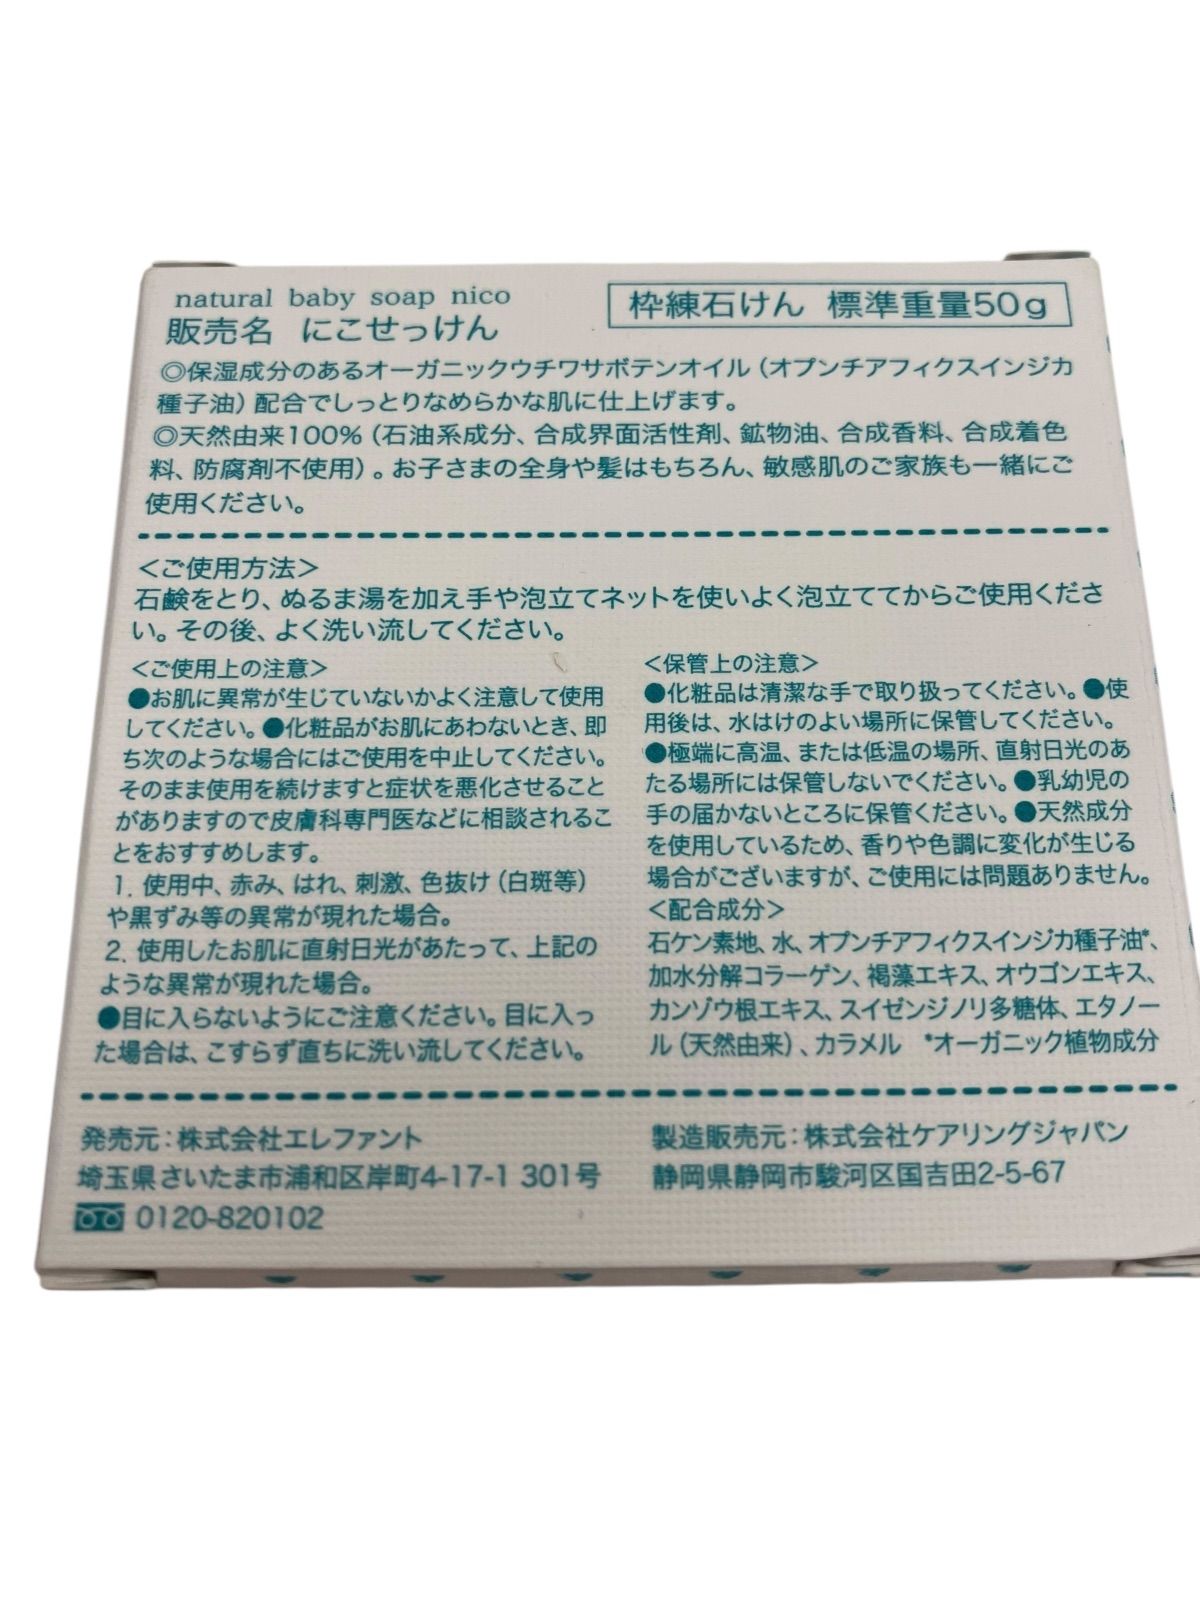 natural baby soap nico
販売名 にこせっけん
枠練石けん 標準重量50g
◎保湿成分のあるオーガニックウチワサボテンオイル（オプンチアフィクスインジカ
種子油）配合でしっとりなめらかな肌に仕上げます。
◎天然由来100%（石油系成分、合成界面活性剤、鉱物油、合成香料、合成着色
料、防腐剤不使用）。お子さまの全身や髪はもちろん、敏感肌のご家族も一緒にご
使用ください。
＜ご使用方法＞
石鹸をとり、ぬるま湯を加え手や泡立てネットを使いよく泡立ててからご使用くださ
い。その後、よく洗い流してください。
＜ご使用上の注意＞
●お肌に異常が生じていないかよく注意して使用
してください。●化粧品がお肌にあわないとき、即
ち次のような場合にはご使用を中止してください。
そのまま使用を続けますと症状を悪化させること
がありますので皮膚科専門医などに相談されるこ
とをおすすめします。
1. 使用中、赤み、はれ、刺激、色抜け（白斑等）
や黒ずみ等の異常が現れた場合。
2. 使用したお肌に直射日光があたって、上記の
ような異常が現れた場合。
●目に入らないようにご注意ください。目に入っ
た場合は、こすらず直ちに洗い流してください。
＜保管上の注意＞
●化粧品は清潔な手で取り扱ってください。●使
用後は、水はけのよい場所に保管してください。
●極端に高温、または低温の場所、直射日光のあ
たる場所には保管しないでください。●乳幼児の
手の届かないところに保管ください。●天然成分
を使用しているため、香りや色調に変化が生じる
場合がございますが、ご使用には問題ありません。
＜配合成分＞
石ケン素地、水、オプンチアフィクスインジカ種子油*、
加水分解コラーゲン、褐藻エキス、オウゴンエキス、
カンゾウ根エキス、スイゼンジノリ多糖体、エタノー
ル（天然由来）、カラメル *オーガニック植物成分
発売元：株式会社エレファント
埼玉県さいたま市浦和区岸町4-17-1 301号
0120-820102
製造販売元：株式会社ケアリングジャパン
静岡県静岡市駿河区国吉田2-5-67